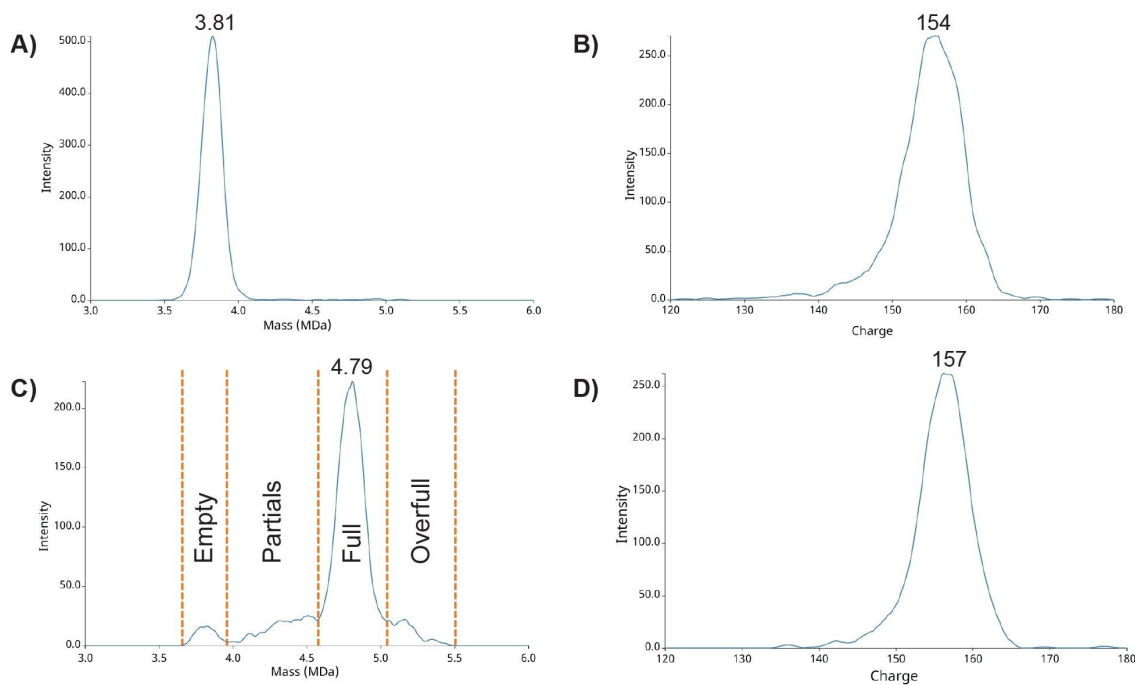 A)
3.81
500.0
400.0
300.0
200.0
100.0
0.0
Intensity
3.0 3.5 4.0 4.5 5.0 5.5 6.0
Mass (MDa)
B)
154
250.0
200.0
150.0
100.0
50.0
0.0
Intensity
120 130 140 150 160 170 180
Charge
C)
4.79
200.0
150.0
100.0
50.0
0.0
Intensity
Empty
Partials
Full
Overfull
3.0 3.5 4.0 4.5 5.0 5.5 6.0
Mass (MDa)
D)
157
250.0
200.0
150.0
100.0
50.0
0.0
Intensity
120 130 140 150 160 170 180
Charge